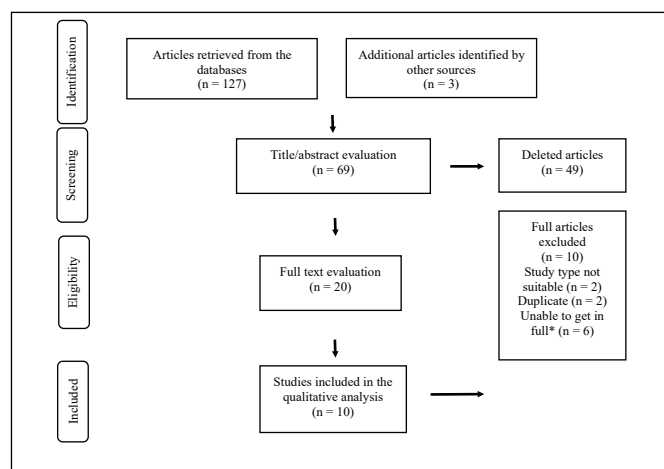 Identification
Articles retrieved from the
databases
(n = 127)
Additional articles identified by
other sources
(n = 3)
Screening
Title/abstract evaluation
(n = 69)
Deleted articles
(n = 49)
Eligibility
Full text evaluation
(n = 20)
Full articles
excluded
(n = 10)
Study type not
suitable (n = 2)
Duplicate (n = 2)
Unable to get in
full* (n = 6)
Included
Studies included in the
qualitative analysis
(n = 10)